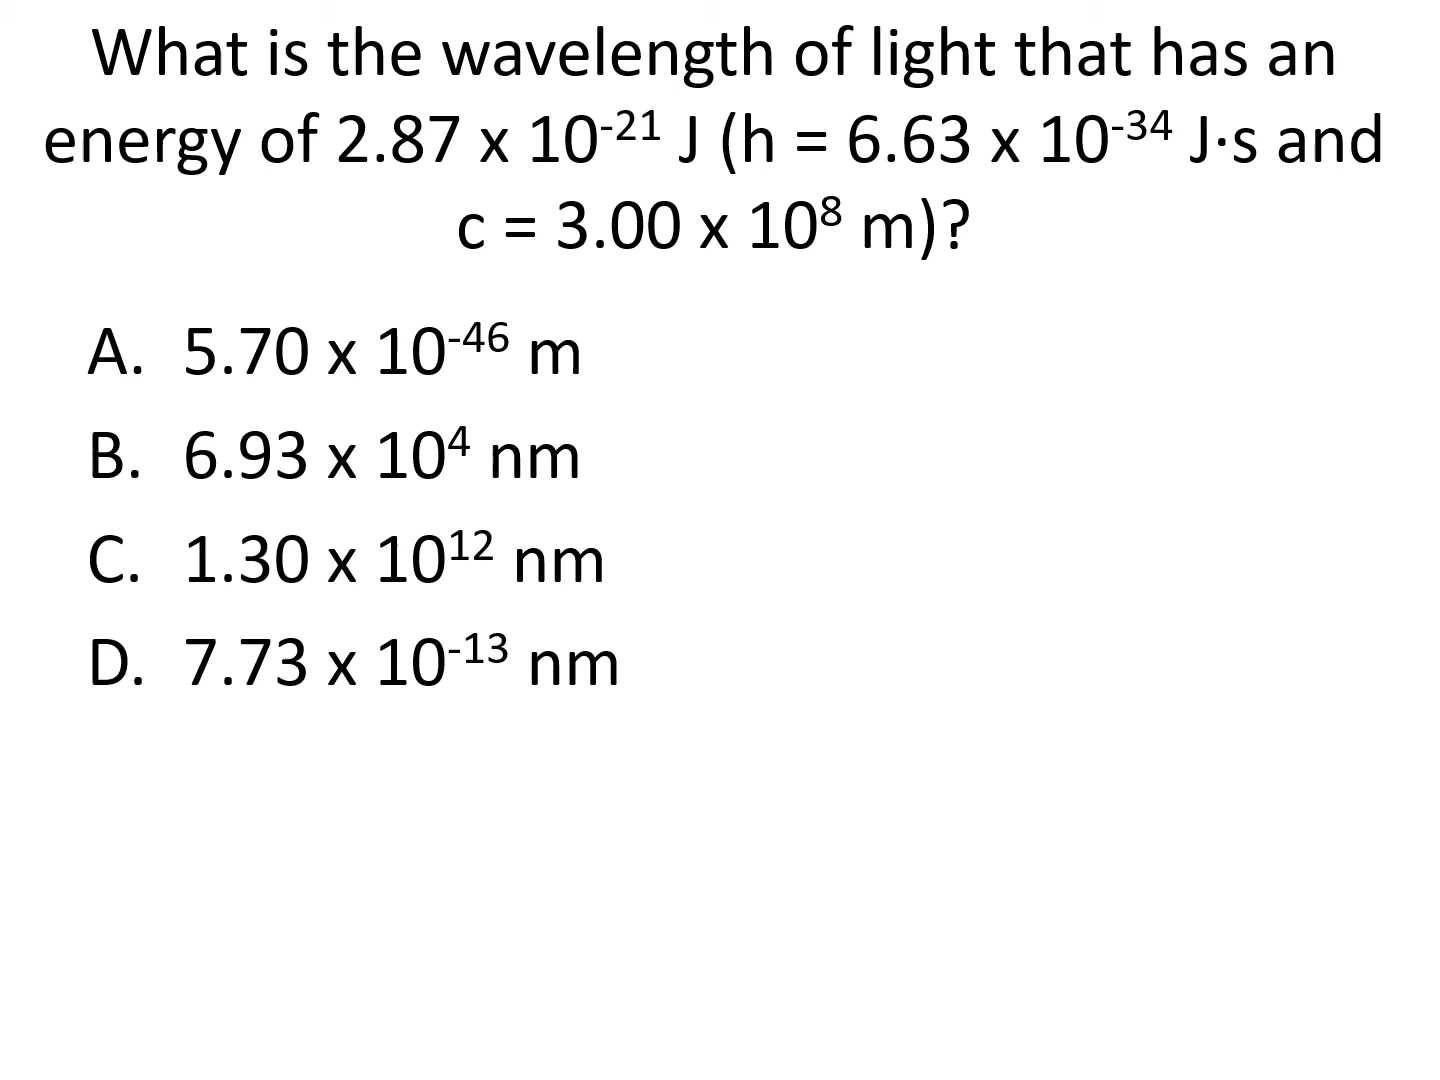 What is the wavelength of light that has an
energy of 2.87 x 10⁻²¹ J (h = 6.63 x 10⁻³⁴ J·s and
c = 3.00 x 10⁸ m)?
A. 5.70 x 10⁻⁴⁶ m
B. 6.93 x 10⁴ nm
C. 1.30 x 10¹² nm
D. 7.73 x 10⁻¹³ nm